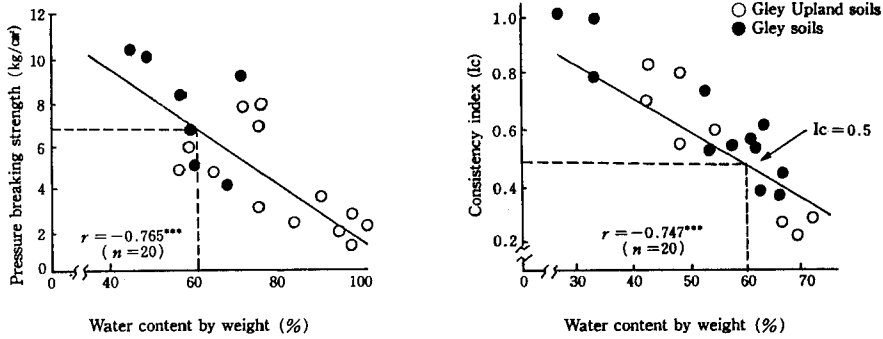 Gley Upland soils
Gley soils
Pressure breaking strength (kg/cm²)
12
10
8
6
4
2
0
r=-0.765***
(n=20)
0
40
60
80
100
Water content by weight (%)
Consistency index (Ic)
1.0
0.8
0.6
0.4
0.2
Ic=0.5
r=-0.747***
(n=20)
0
30
40
50
60
70
Water content by weight (%)